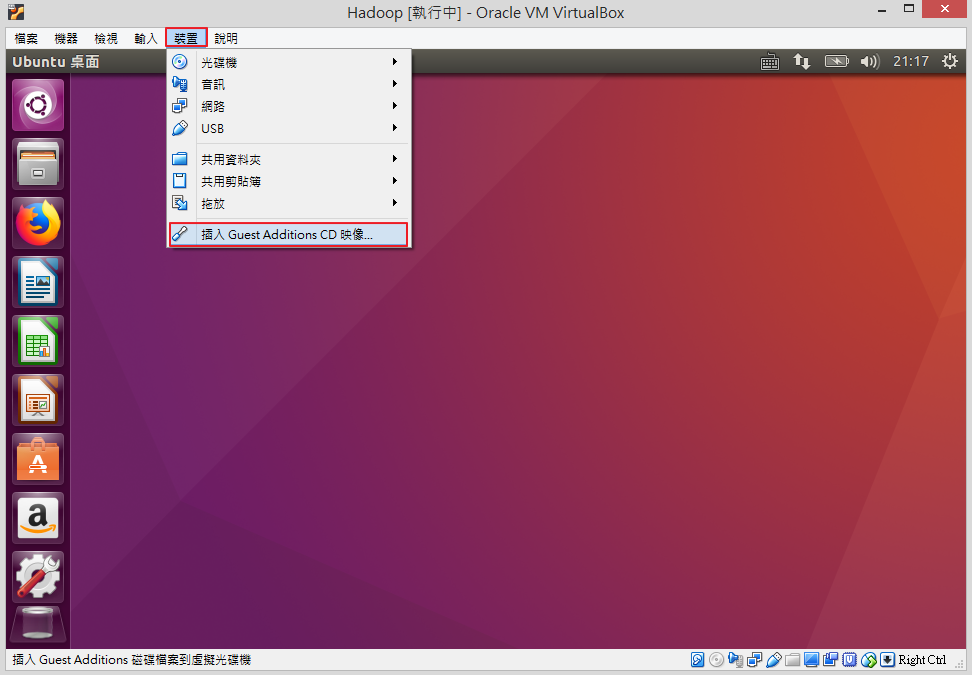 Hadoop [執行中] - Oracle VM VirtualBox
檔案 機器 檢視 輸入 裝置 說明
Ubuntu 桌面 21:17
光碟機
音訊
網路
USB
共用資料夾
共用剪貼簿
拖放
插入 Guest Additions CD 映像...
A
a
插入 Guest Additions 磁碟檔案到虛擬光碟機 Right Ctrl